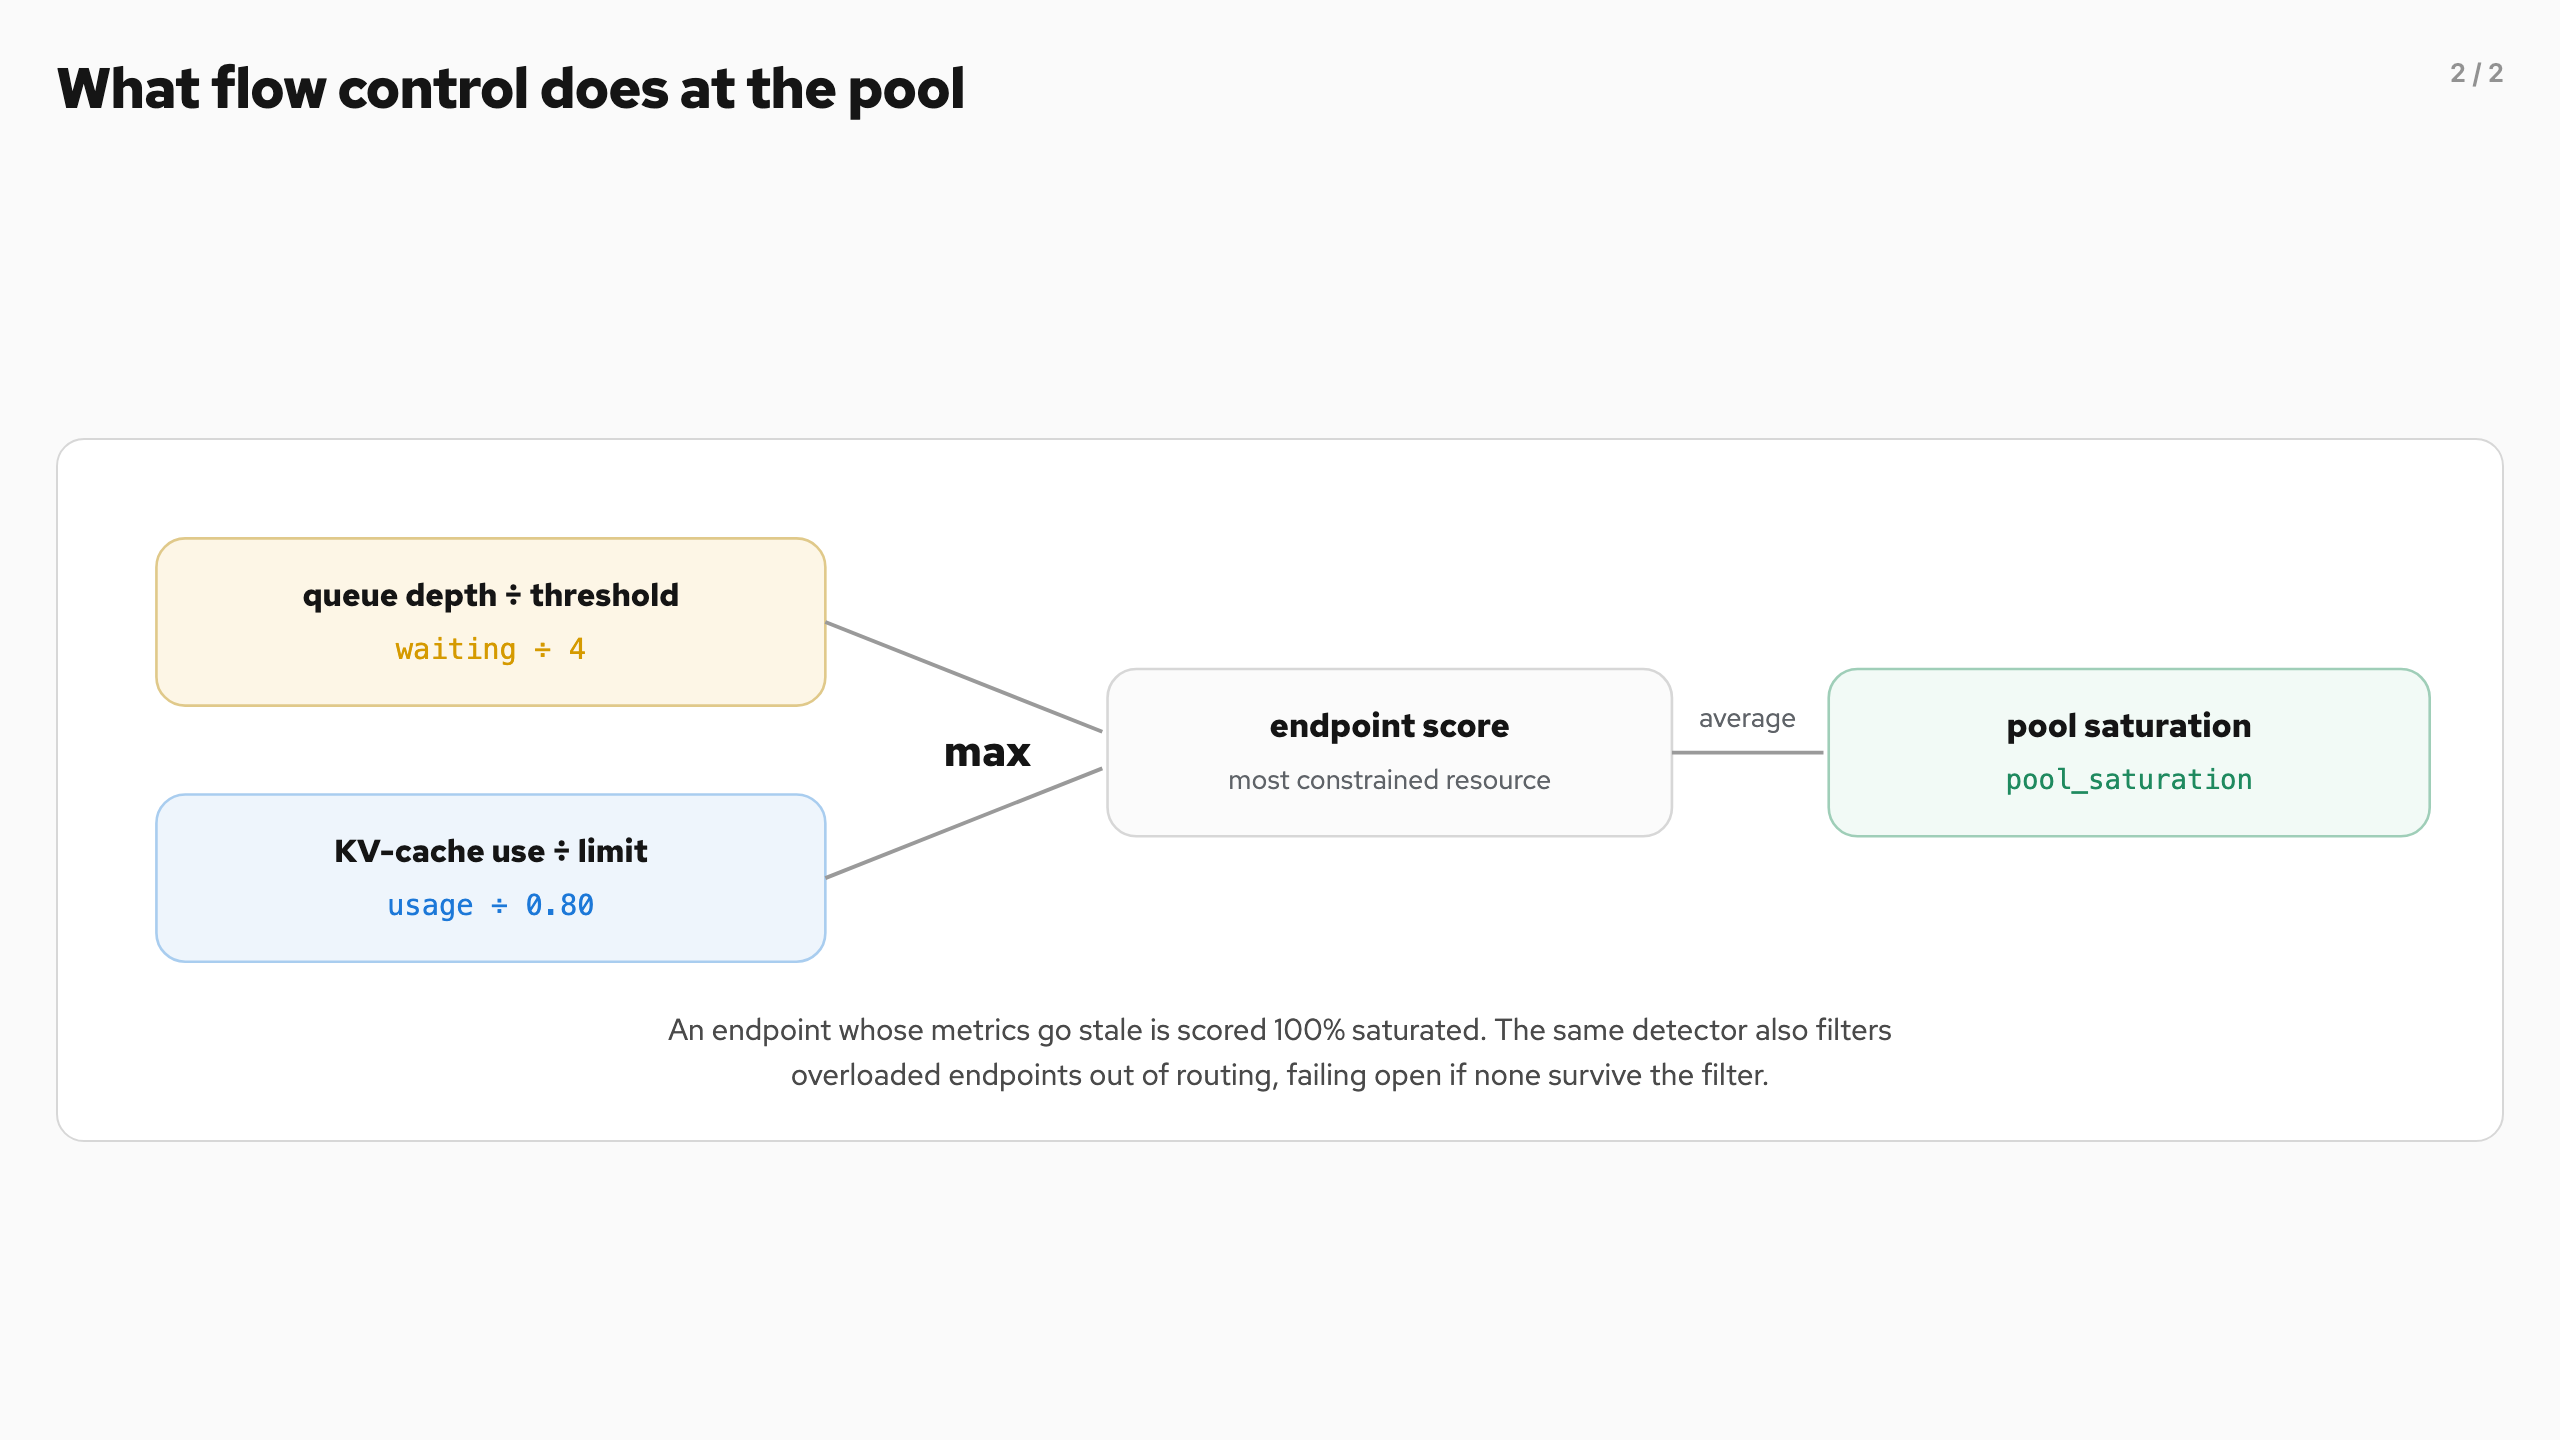 What flow control does at the pool
2 / 2
queue depth ÷ threshold
waiting ÷ 4
KV-cache use ÷ limit
usage ÷ 0.80
max
endpoint score
most constrained resource
average
pool saturation
pool_saturation
An endpoint whose metrics go stale is scored 100% saturated. The same detector also filters
overloaded endpoints out of routing, failing open if none survive the filter.